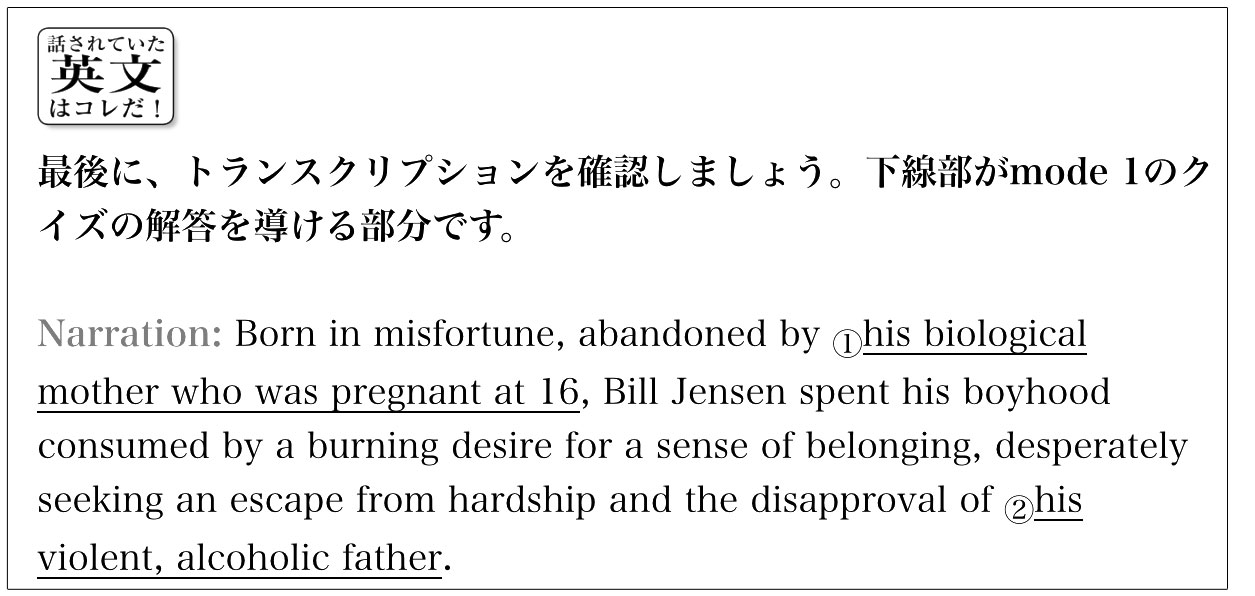 話されていた
英文
はコレだ！
最後に、トランスクリプションを確認しましょう。下線部がmode 1のク
イズの解答を導ける部分です。
Narration: Born in misfortune, abandoned by ①his biological
mother who was pregnant at 16, Bill Jensen spent his boyhood
consumed by a burning desire for a sense of belonging, desperately
seeking an escape from hardship and the disapproval of ②his
violent, alcoholic father.